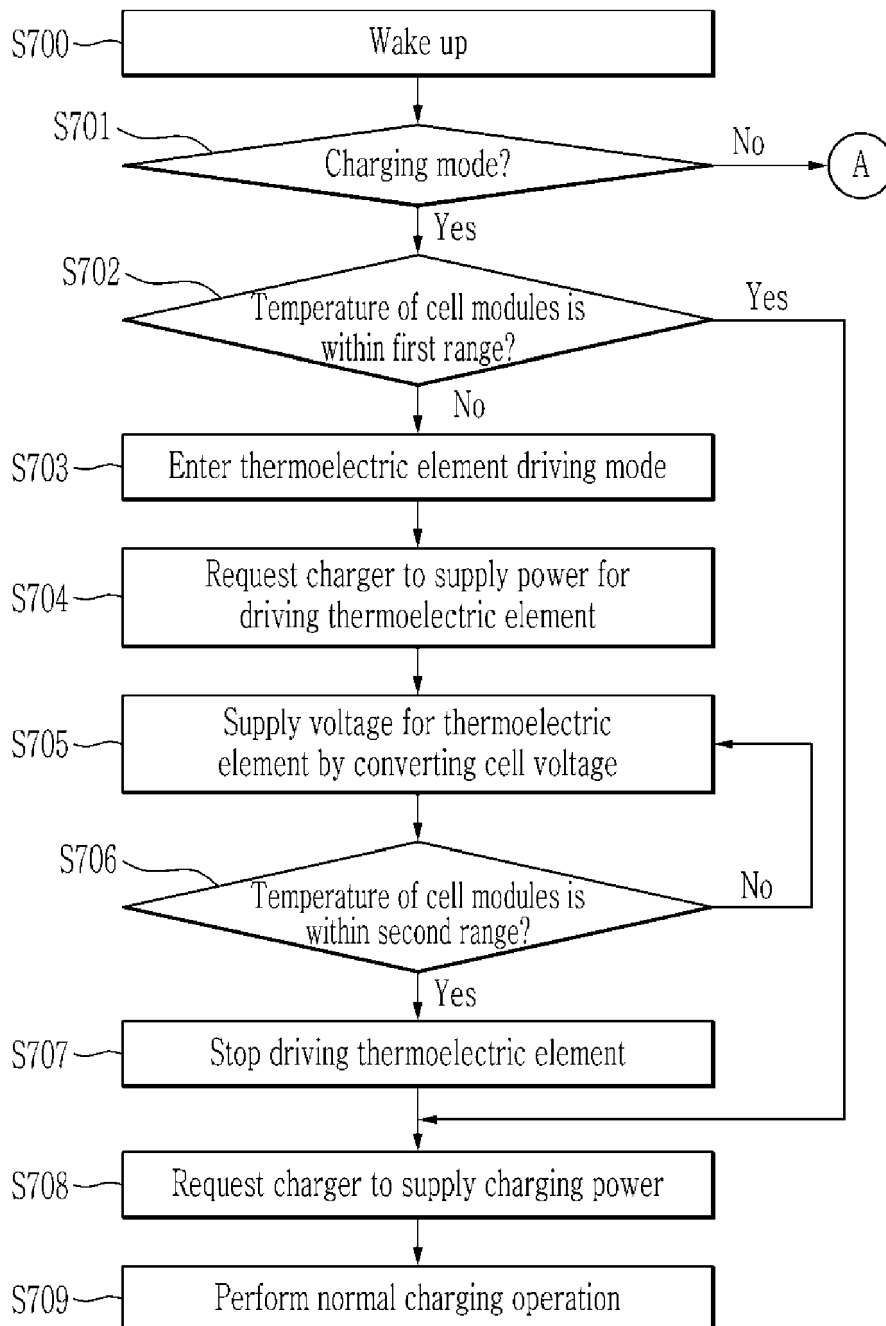 S700
Wake up
S701
Charging mode?
No
A
Yes
S702
Temperature of cell modules is
within first range?
Yes
No
S703
Enter thermoelectric element driving mode
S704
Request charger to supply power for
driving thermoelectric element
S705
Supply voltage for thermoelectric
element by converting cell voltage
S706
Temperature of cell modules is
within second range?
No
Yes
S707
Stop driving thermoelectric element
S708
Request charger to supply charging power
S709
Perform normal charging operation